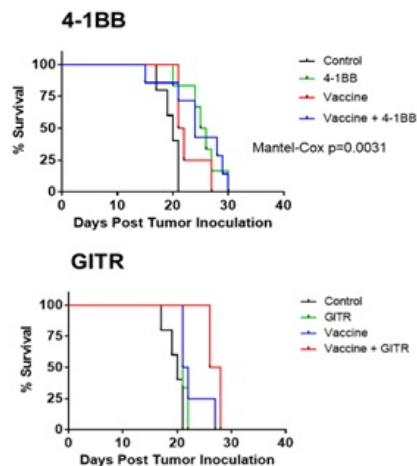 4-1BB
100
75
50
25
0
0 10 20 30 40
% Survival
Days Post Tumor Inoculation
Control
4-1BB
Vaccine
Vaccine + 4-1BB
Mantel-Cox p=0.0031
GITR
100
75
50
25
0
0 10 20 30 40
% Survival
Days Post Tumor Inoculation
Control
GITR
Vaccine
Vaccine + GITR